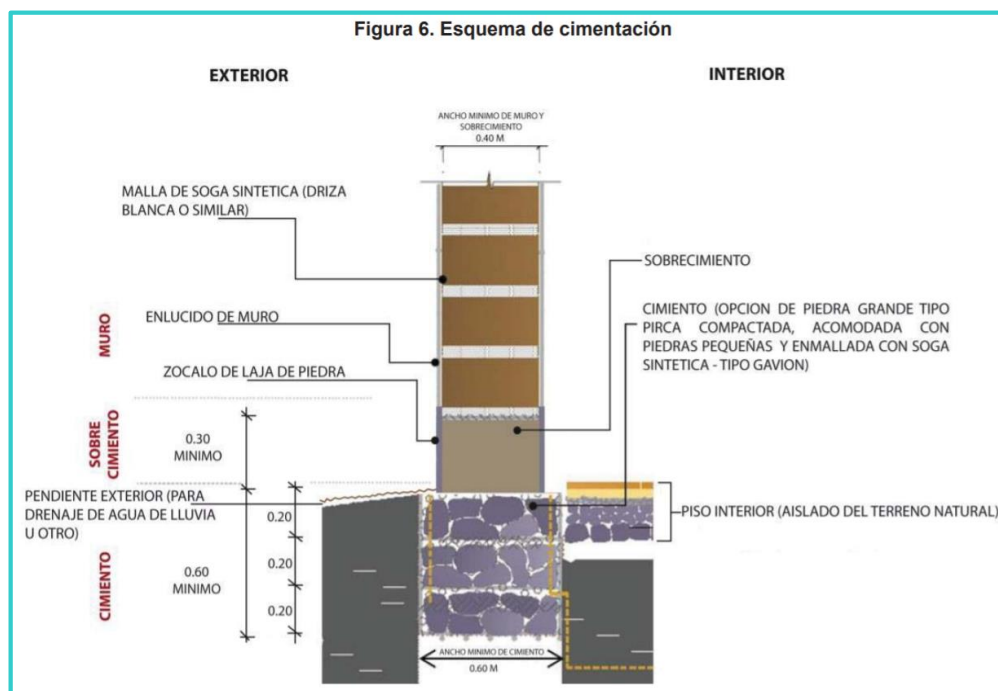 Figura 6. Esquema de cimentación
EXTERIOR
INTERIOR
ANCHO MINIMO DE MURO Y
SOBRECIMIENTO
0.40 M
MALLA DE SOGA SINTETICA (DRIZA
BLANCA O SIMILAR)
SOBRECIMIENTO
CIMIENTO (OPCION DE PIEDRA GRANDE TIPO
PIRCA COMPACTADA, ACOMODADA CON
PIEDRAS PEQUEÑAS Y ENMALLADA CON SOGA
SINTETICA - TIPO GAVION)
MURO
ENLUCIDO DE MURO
ZOCALO DE LAJA DE PIEDRA
SOBRE
CIMIENTO
0.30
MINIMO
PENDIENTE EXTERIOR (PARA
DRENAJE DE AGUA DE LLUVIA
U OTRO)
PISO INTERIOR (AISLADO DEL TERRENO NATURAL)
CIMIENTO
0.60
MINIMO
0.20
0.20
0.20
ANCHO MINIMO DE CIMIENTO
0.60 M